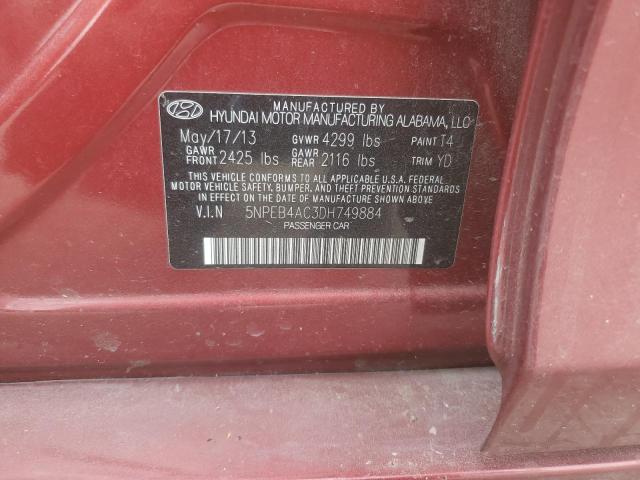 MANUFACTURED BY
HYUNDAI MOTOR MANUFACTURING ALABAMA, LLC
May/17/13 GVWR 4299 lbs PAINT T4
GAWR FRONT 2425 lbs GAWR REAR 2116 lbs TRIM YD
THIS VEHICLE CONFORMS TO ALL APPLICABLE U.S.A. FEDERAL
MOTOR VEHICLE SAFETY, BUMPER, AND THEFT PREVENTION STANDARDS
IN EFFECT ON THE DATE OF MANUFACTURE SHOWN ABOVE
V.I.N 5NPEB4AC3DH749884
PASSENGER CAR